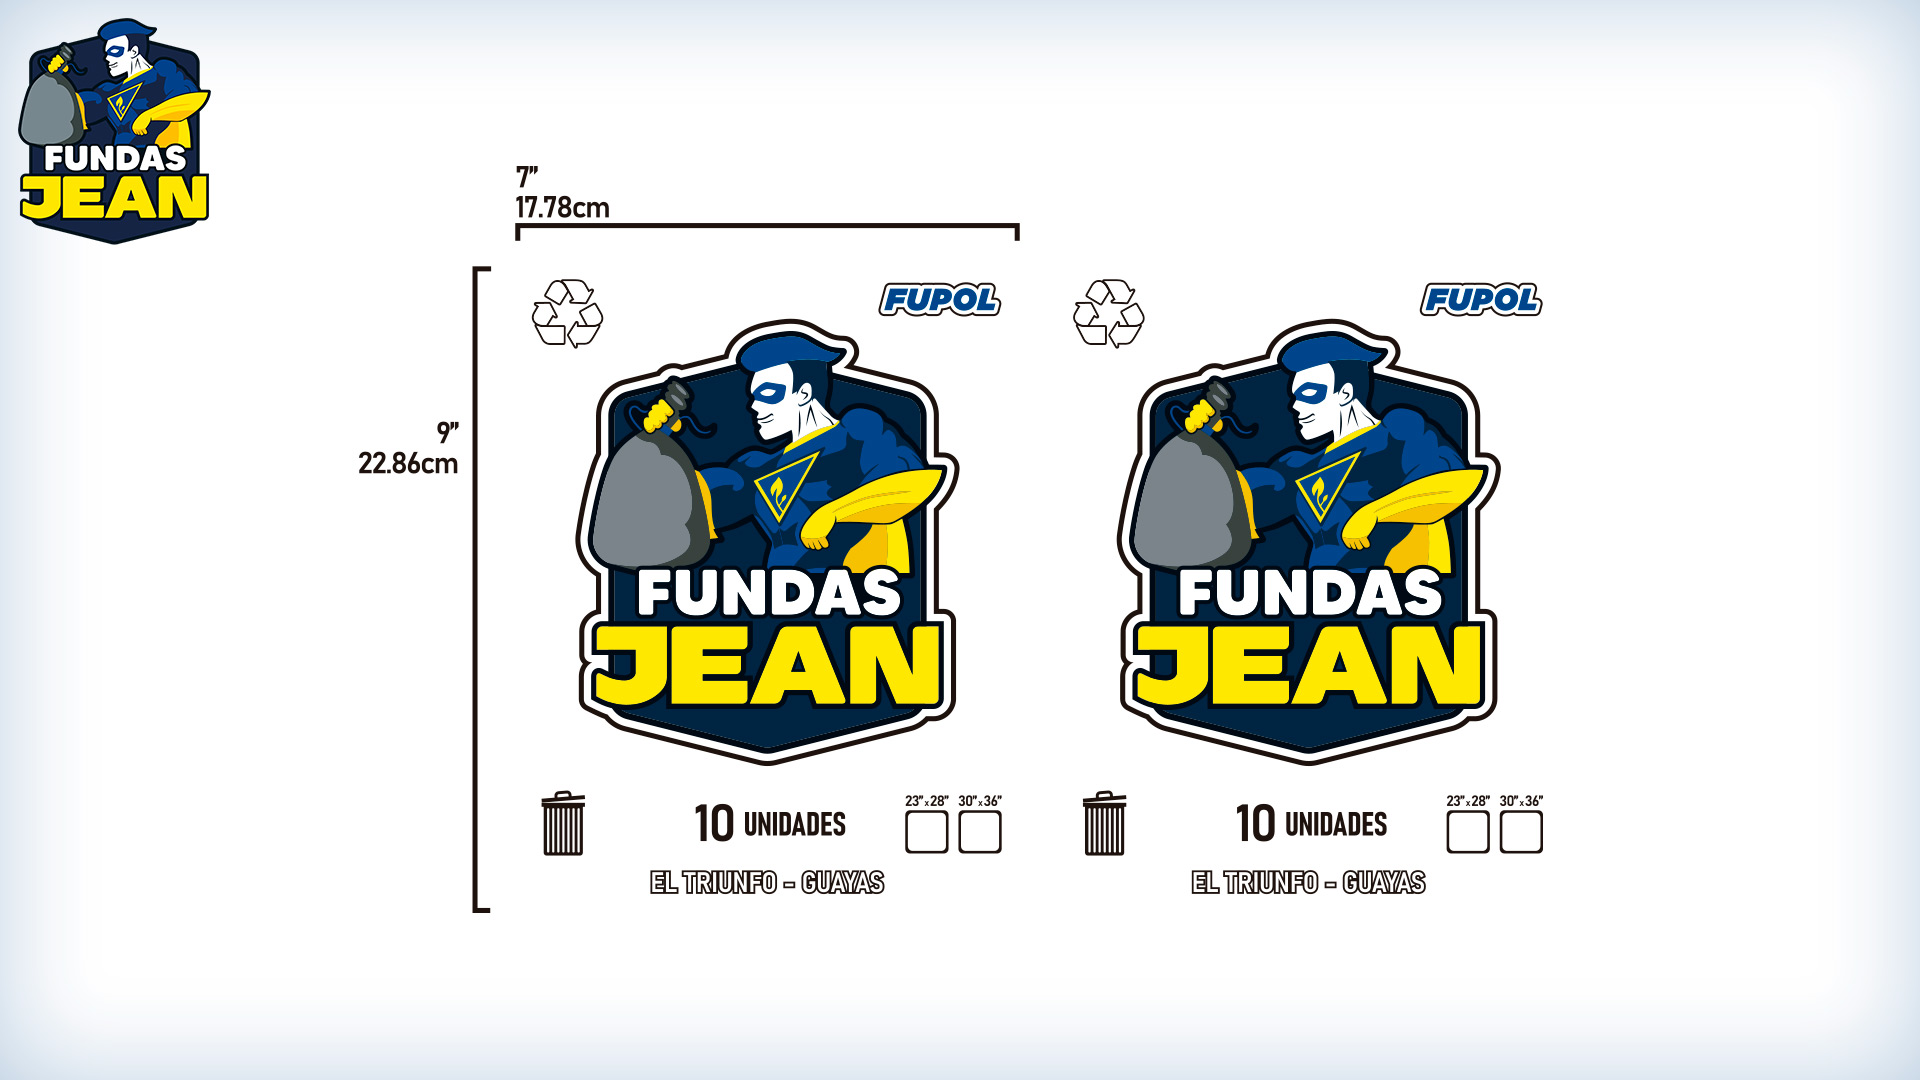 FUNDAS
JEAN
7”
17.78cm
9”
22.86cm
FUPOL
FUNDAS
JEAN
10 UNIDADES
23”x28” 30”x36”
EL TRIUNFO - GUAYAS
FUPOL
FUNDAS
JEAN
10 UNIDADES
23”x28” 30”x36”
EL TRIUNFO - GUAYAS